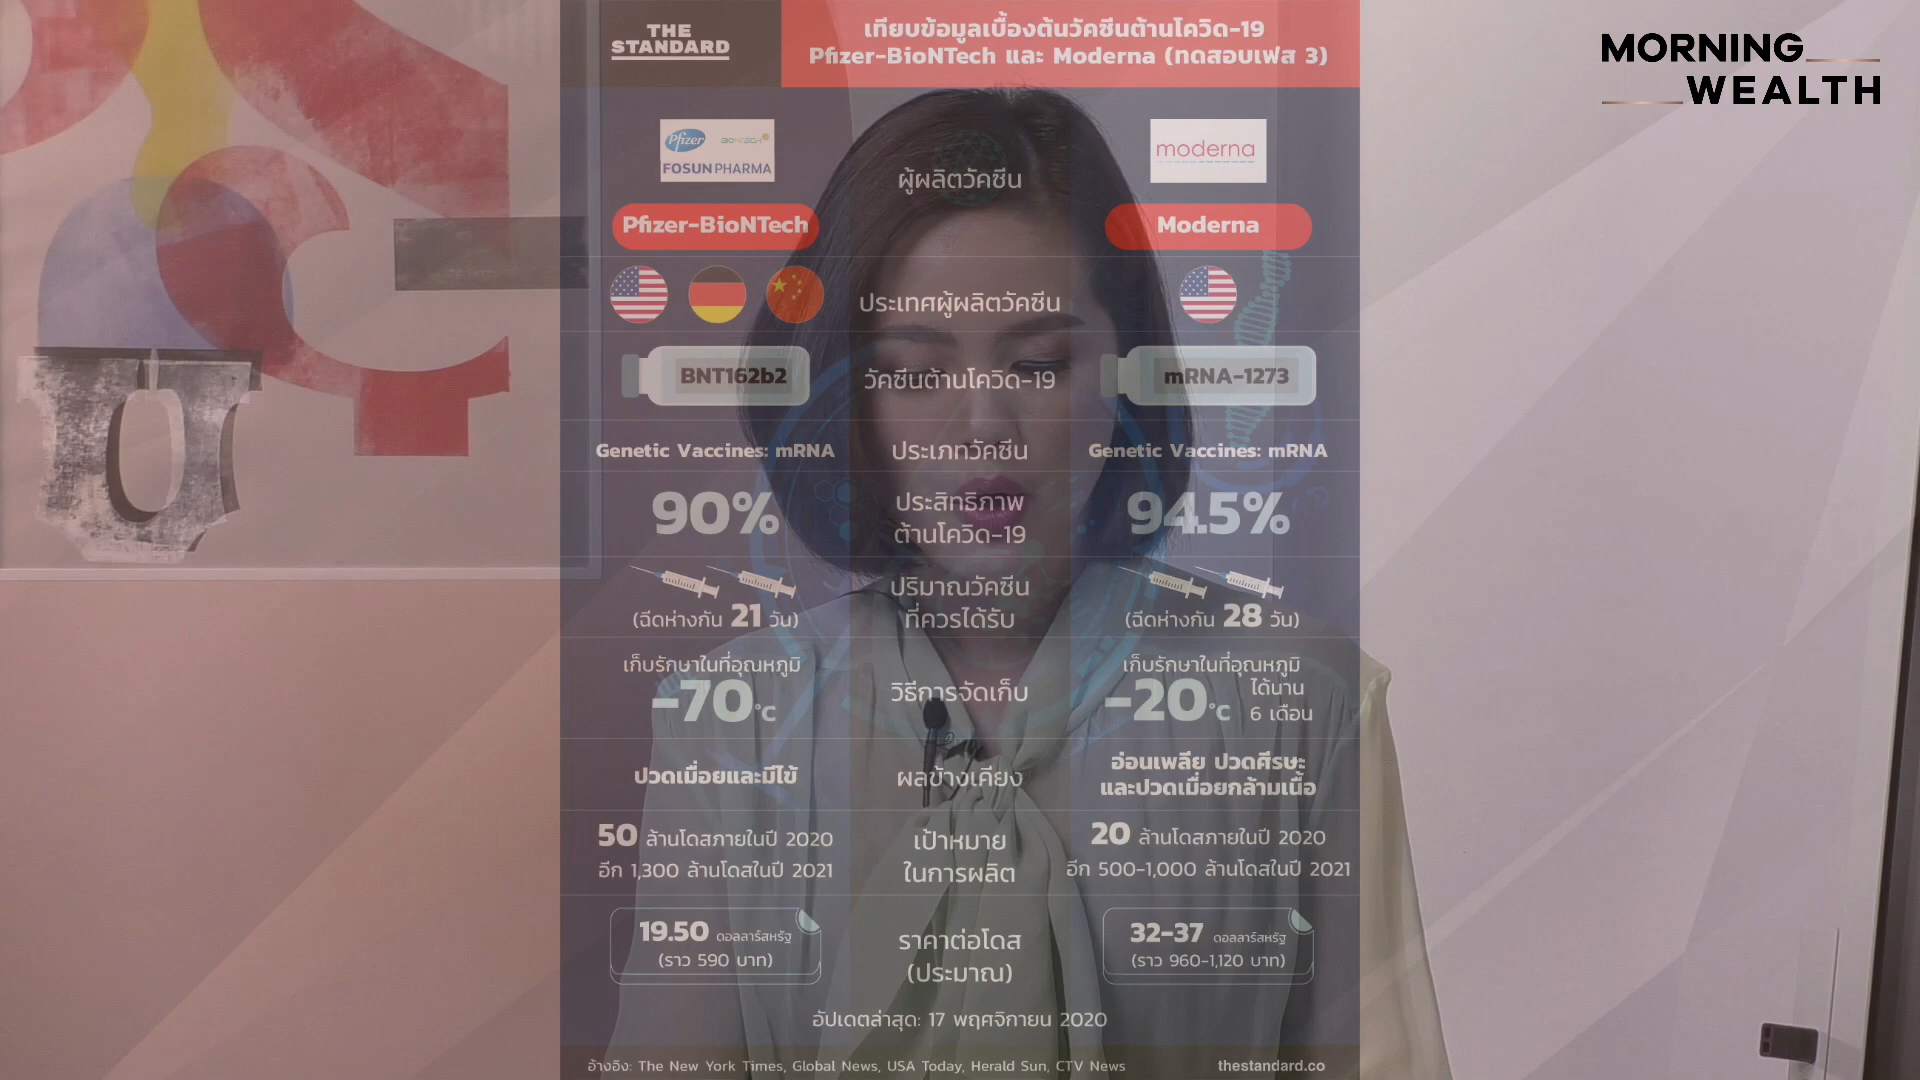 MORNING
WEALTH
THE
STANDARD
เทียบข้อมูลเบื้องต้นวัคซีนต้านโควิด-19
Pfizer-BioNTech และ Moderna (ทดสอบเฟส 3)
Pfizer BIONTECH
FOSUN PHARMA
ผู้ผลิตวัคซีน
moderna
Pfizer-BioNTech
Moderna
ประเทศผู้ผลิตวัคซีน
BNT162b2
วัคซีนต้านโควิด-19
mRNA-1273
Genetic Vaccines: mRNA
ประเภทวัคซีน
Genetic Vaccines: mRNA
90%
ประสิทธิภาพ
ต้านโควิด-19
94.5%
(ฉีดห่างกัน 21 วัน)
ปริมาณวัคซีน
ที่ควรได้รับ
(ฉีดห่างกัน 28 วัน)
เก็บรักษาในที่อุณหภูมิ
-70°C
วิธีการจัดเก็บ
เก็บรักษาในที่อุณหภูมิ
-20°C ได้นาน
6 เดือน
ปวดเมื่อยและมีไข้
ผลข้างเคียง
อ่อนเพลีย ปวดศีรษะ
และปวดเมื่อยกล้ามเนื้อ
50 ล้านโดสภายในปี 2020
อีก 1,300 ล้านโดสในปี 2021
เป้าหมาย
ในการผลิต
20 ล้านโดสภายในปี 2020
อีก 500-1,000 ล้านโดสในปี 2021
19.50 ดอลลาร์สหรัฐ
(ราว 590 บาท)
ราคาต่อโดส
(ประมาณ)
32-37 ดอลลาร์สหรัฐ
(ราว 960-1,120 บาท)
อัปเดตล่าสุด: 17 พฤศจิกายน 2020
อ้างอิง: The New York Times, Global News, USA Today, Herald Sun, CTV News
thestandard.co